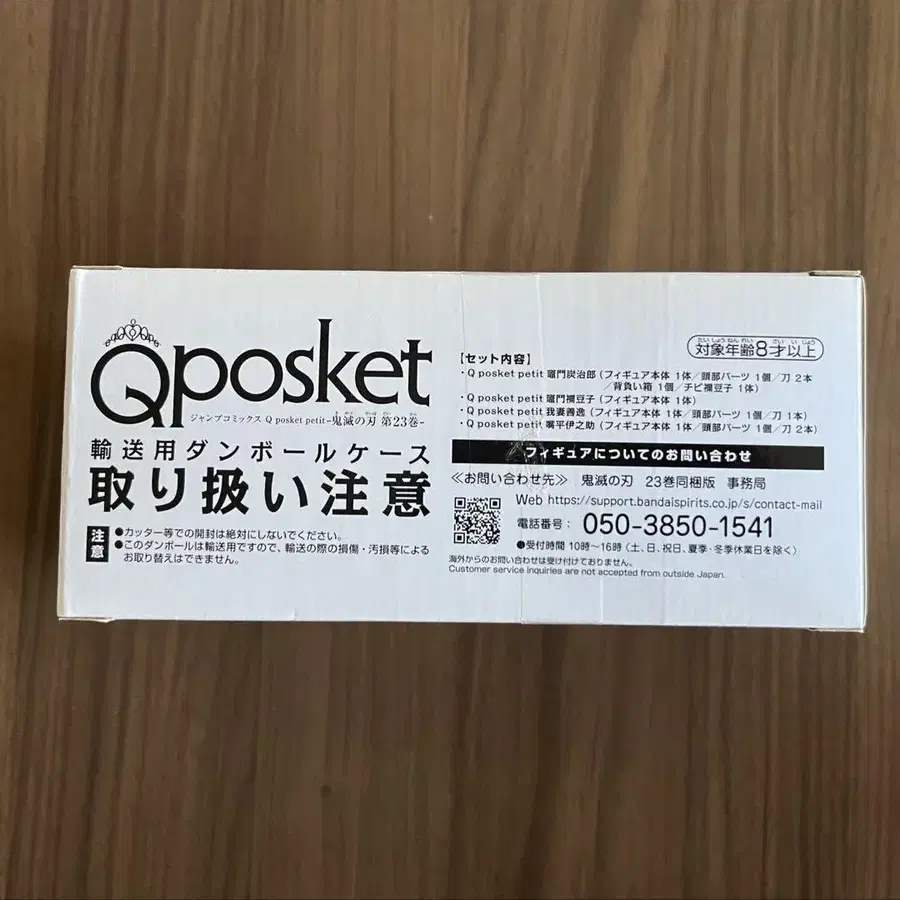 Qposket
ジャンプコミックス Q posket petit-鬼滅の刃 第23巻-
輸送用ダンボールケース
取り扱い注意
注意
●カッター等での開封は絶対にしないでください。
●このダンボールは輸送用ですので、輸送の際の損傷・汚損等による
お取り替えはできません。
対象年齢8才以上
【セット内容】
・Q posket petit 竈門炭治郎 (フィギュア本体 1体/頭部パーツ 1個/刀 2本
/背負い箱 1個/チビ禰豆子 1体)
・Q posket petit 竈門禰豆子 (フィギュア本体 1体)
・Q posket petit 我妻善逸 (フィギュア本体 1体/頭部パーツ 1個/刀 1本)
・Q posket petit 嘴平伊之助 (フィギュア本体 1体/頭部パーツ 1個/刀 2本)
フィギュアについてのお問い合わせ
≪お問い合わせ先≫ 鬼滅の刃 23巻同梱版 事務局
Web https://support.bandaispirits.co.jp/s/contact-mail
電話番号: 050-3850-1541
●受付時間 10時~16時 (土、日、祝日、夏季・冬季休業日を除く)
海外からのお問い合わせは受け付けておりません。
Customer service inquiries are not accepted from outside Japan.